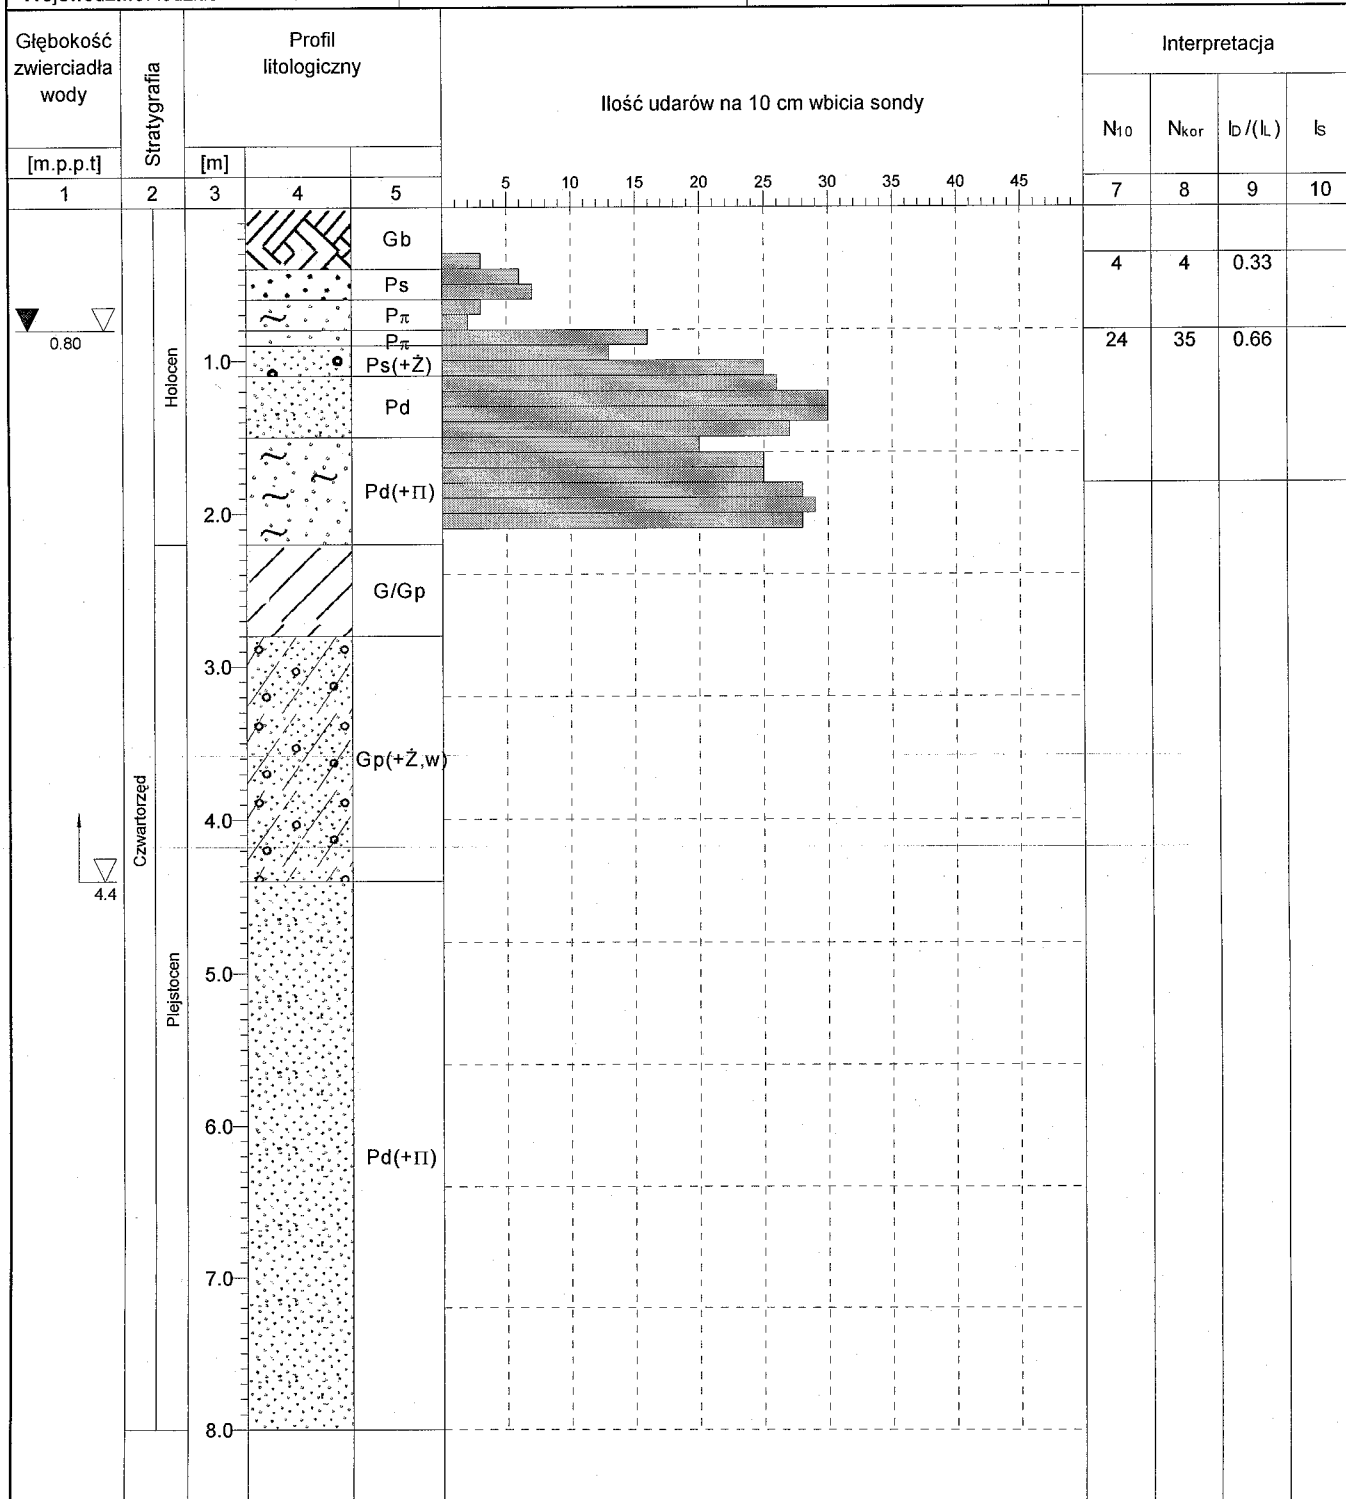 Głębokość
zwierciadła
wody
[m.p.p.t]
Stratygrafia
Profil
litologiczny
[m]
Ilość udarów na 10 cm wbicia sondy
Interpretacja
N10 Nkor ID/(IL) IS
1 2 3 4 5 7 8 9 10
5 10 15 20 25 30 35 40 45
Gb
4 4 0.33
Ps
Pπ
0.80
24 35 0.66
Pπ
1.0
Ps(+Ż)
Holocen
Pd
Pd(+Π)
2.0
G/Gp
3.0
Gp(+Ż,w)
Czwartorzęd
4.0
4.4
5.0
Plejstocen
6.0
Pd(+Π)
7.0
8.0